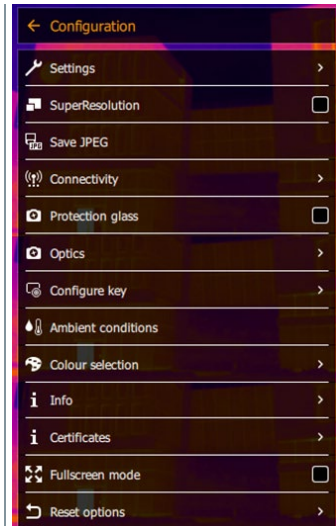 Configuration
Settings
SuperResolution
JPG
Save JPEG
Connectivity
Protection glass
Optics
Configure key
Ambient conditions
Colour selection
i Info
i Certificates
Fullscreen mode
Reset options